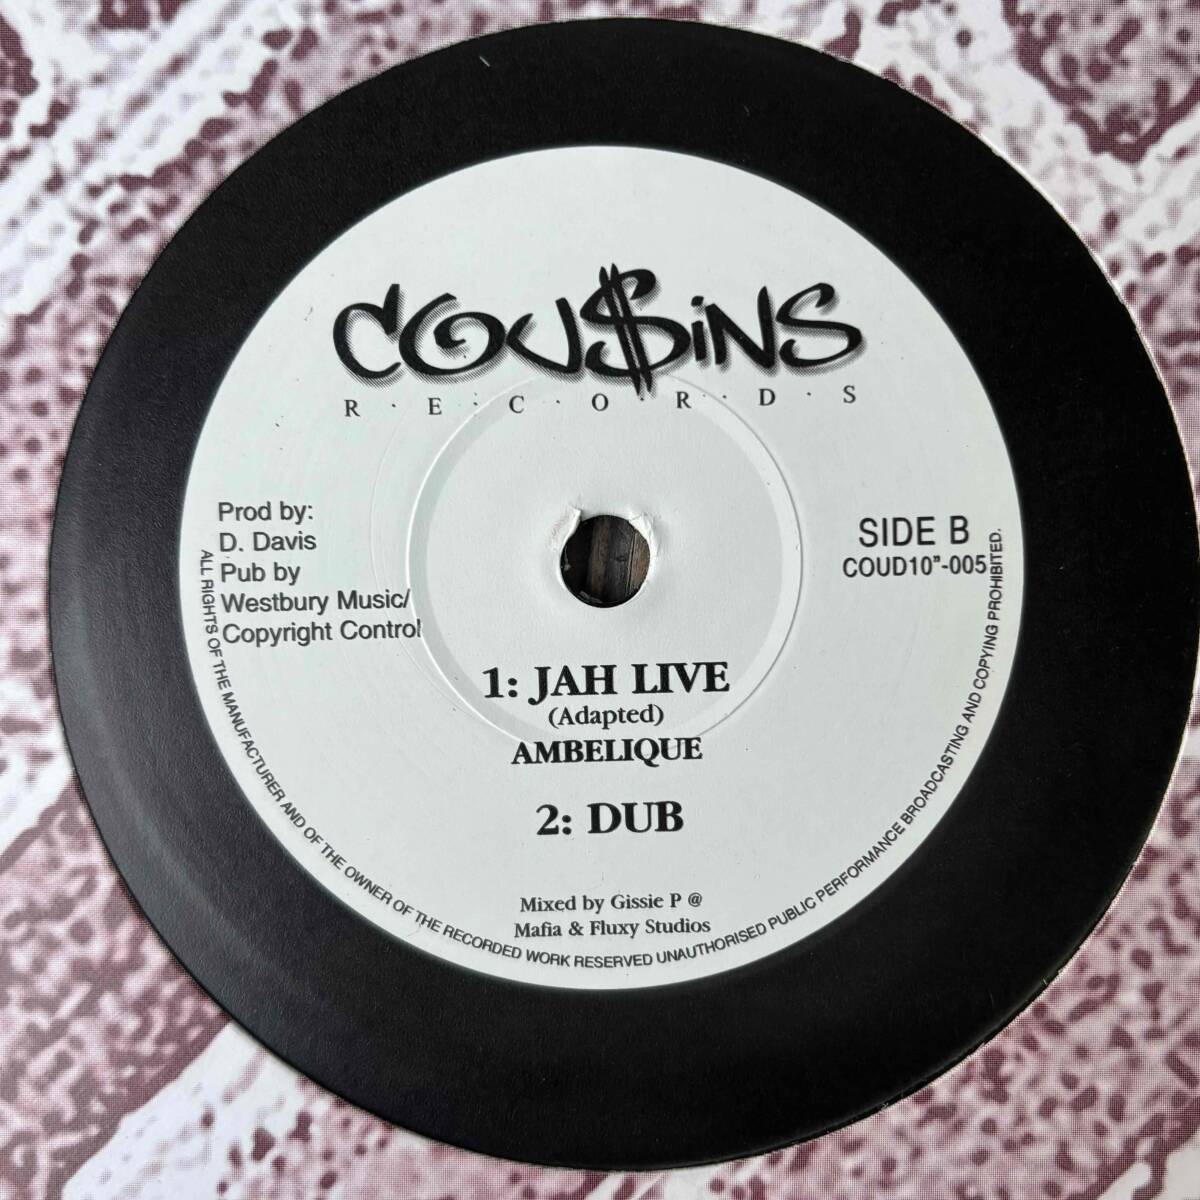 COU$iNS
R·E·C·O·R·D·S
Prod by:
D. Davis
Pub by
Westbury Music/
Copyright Control
SIDE B
COUD10"-005
1: JAH LIVE
(Adapted)
AMBELIQUE
2: DUB
Mixed by Gissie P @
Mafia & Fluxy Studios
ALL RIGHTS OF THE MANUFACTURER AND OF THE OWNER OF THE RECORDED WORK RESERVED UNAUTHORISED PUBLIC PERFORMANCE BROADCASTING AND COPYING PROHIBITED.